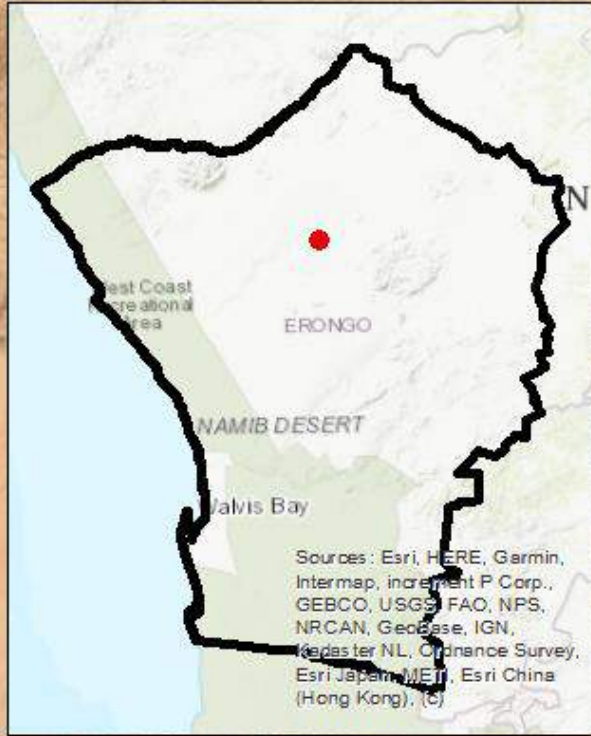 N
West Coast
Recreational
Area
ERONGO
NAMIB DESERT
Walvis Bay
Sources: Esri, HERE, Garmin,
Intermap, increment P Corp.,
GEBCO, USGS, FAO, NPS,
NRCAN, GeoBase, IGN,
Kadaster NL, Ordnance Survey,
Esri Japan, METI, Esri China
(Hong Kong), (c)